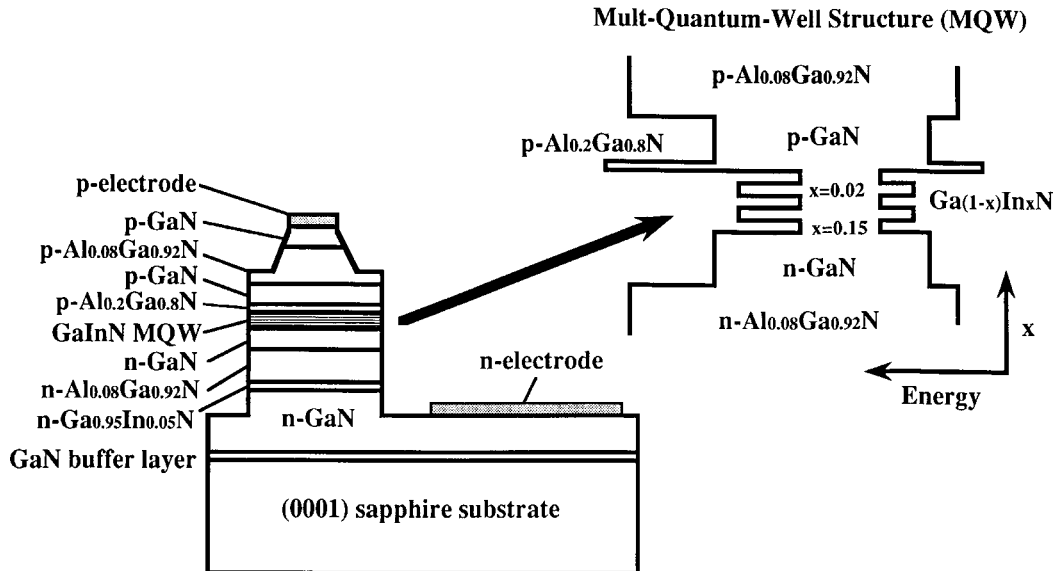 Mult-Quantum-Well Structure (MQW)
p-Al0.08Ga0.92N
p-Al0.2Ga0.8N
p-GaN
x=0.02
Ga(1-x)InxN
x=0.15
n-GaN
n-Al0.08Ga0.92N
x
Energy
p-electrode
p-GaN
p-Al0.08Ga0.92N
p-GaN
p-Al0.2Ga0.8N
GaInN MQW
n-GaN
n-Al0.08Ga0.92N
n-Ga0.95In0.05N
GaN buffer layer
n-electrode
n-GaN
(0001) sapphire substrate